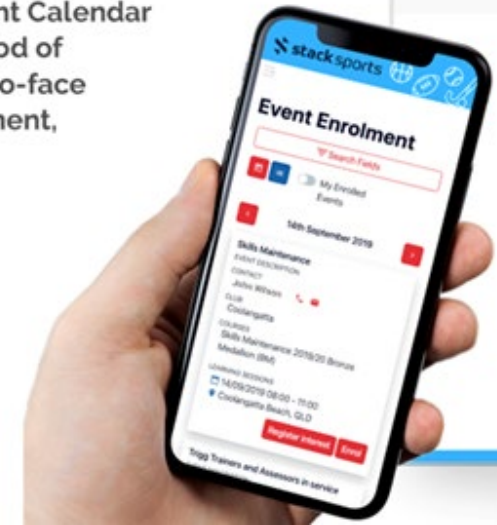 nt Calendar
od of
o-face
ment,
stack sports
Event Enrolment
Search Fields
My Enrolled
Events
14th September 2019
Skills Maintenance
EVENT DESCRIPTION
CONTACT
John Wilson
CLUB
Coolangatta
COURSES
Skills Maintenance 2019/20 Bronze
Medallion (BM)
LEARNING SESSIONS
14/09/2019 08:00 - 11:00
Coolangatta Beach, QLD
Register Interest Enrol
Trigg Trainers and Assessors in service